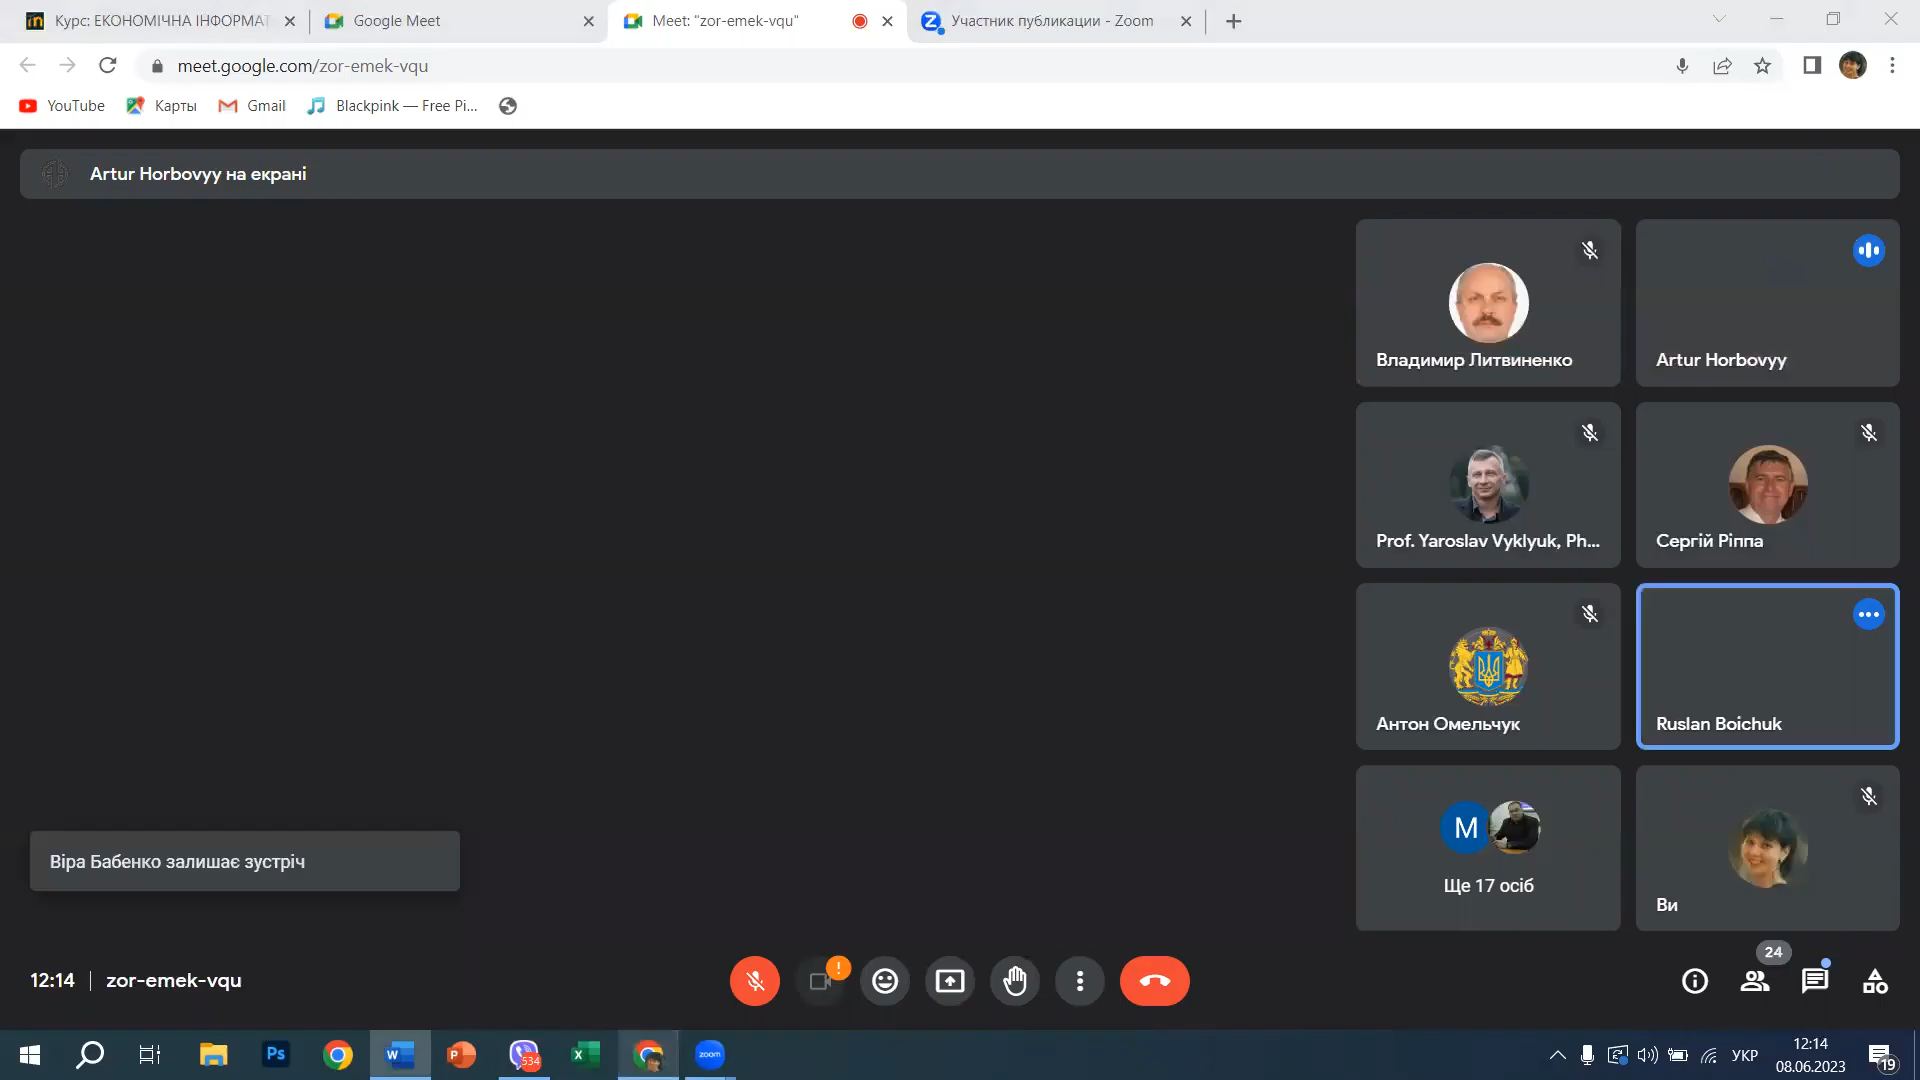 Курс: ЕКОНОМІЧНА ІНФОРМАТ
Google Meet
Meet: "zor-emek-vqu"
Участник публикации - Zoom
meet.google.com/zor-emek-vqu
YouTube
Карты
Gmail
Blackpink — Free Pi...
Artur Horbovyy на екрані
Владимир Литвиненко
Artur Horbovyy
Prof. Yaroslav Vyklyuk, Ph...
Сергій Ріппа
Антон Омельчук
Ruslan Boichuk
M
Ще 17 осіб
Ви
Віра Бабенко залишає зустріч
12:14 | zor-emek-vqu
!
24
Ps
W
P
534
X
zoom
УКР
12:14
08.06.2023
19